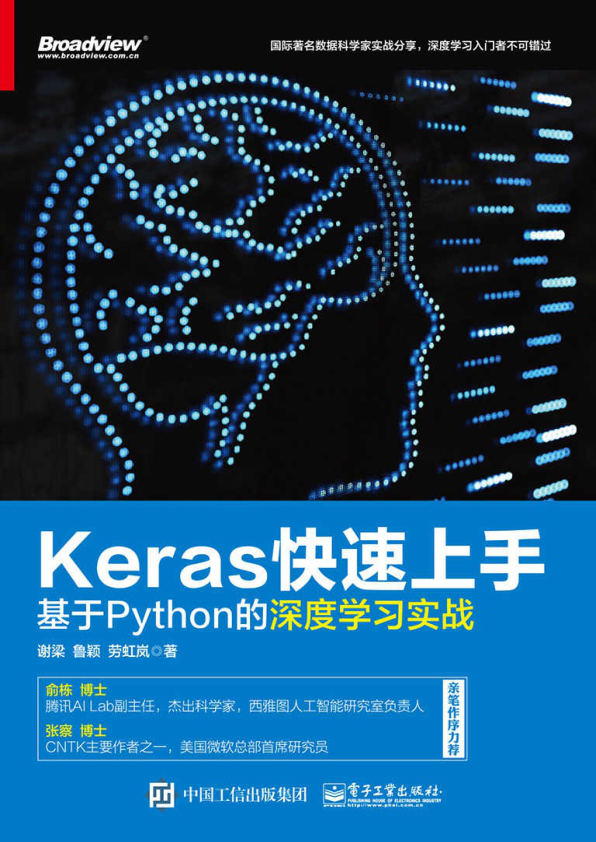 Broadview®
www.broadview.com.cn
国际著名数据科学家实战分享，深度学习入门者不可错过
Keras快速上手
基于Python的深度学习实战
谢梁 鲁颖 劳虹岚◎著
俞栋 博士
腾讯AI Lab副主任，杰出科学家，西雅图人工智能研究室负责人
张察 博士
CNTK主要作者之一，美国微软总部首席研究员
亲笔作序力荐
中国工信出版集团
电子工业出版社·
PUBLISHING HOUSE OF ELECTRONICS INDUSTRY
http://www.phei.com.cn